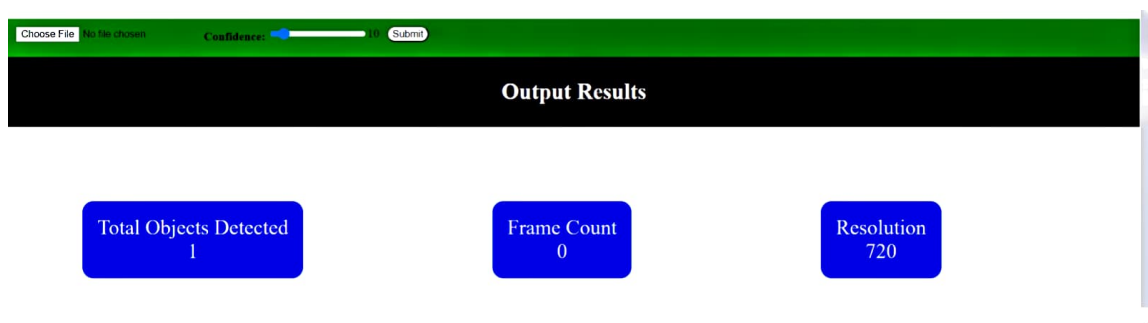 Choose File No file chosen Confidence: 10 Submit
Output Results
Total Objects Detected
1
Frame Count
0
Resolution
720